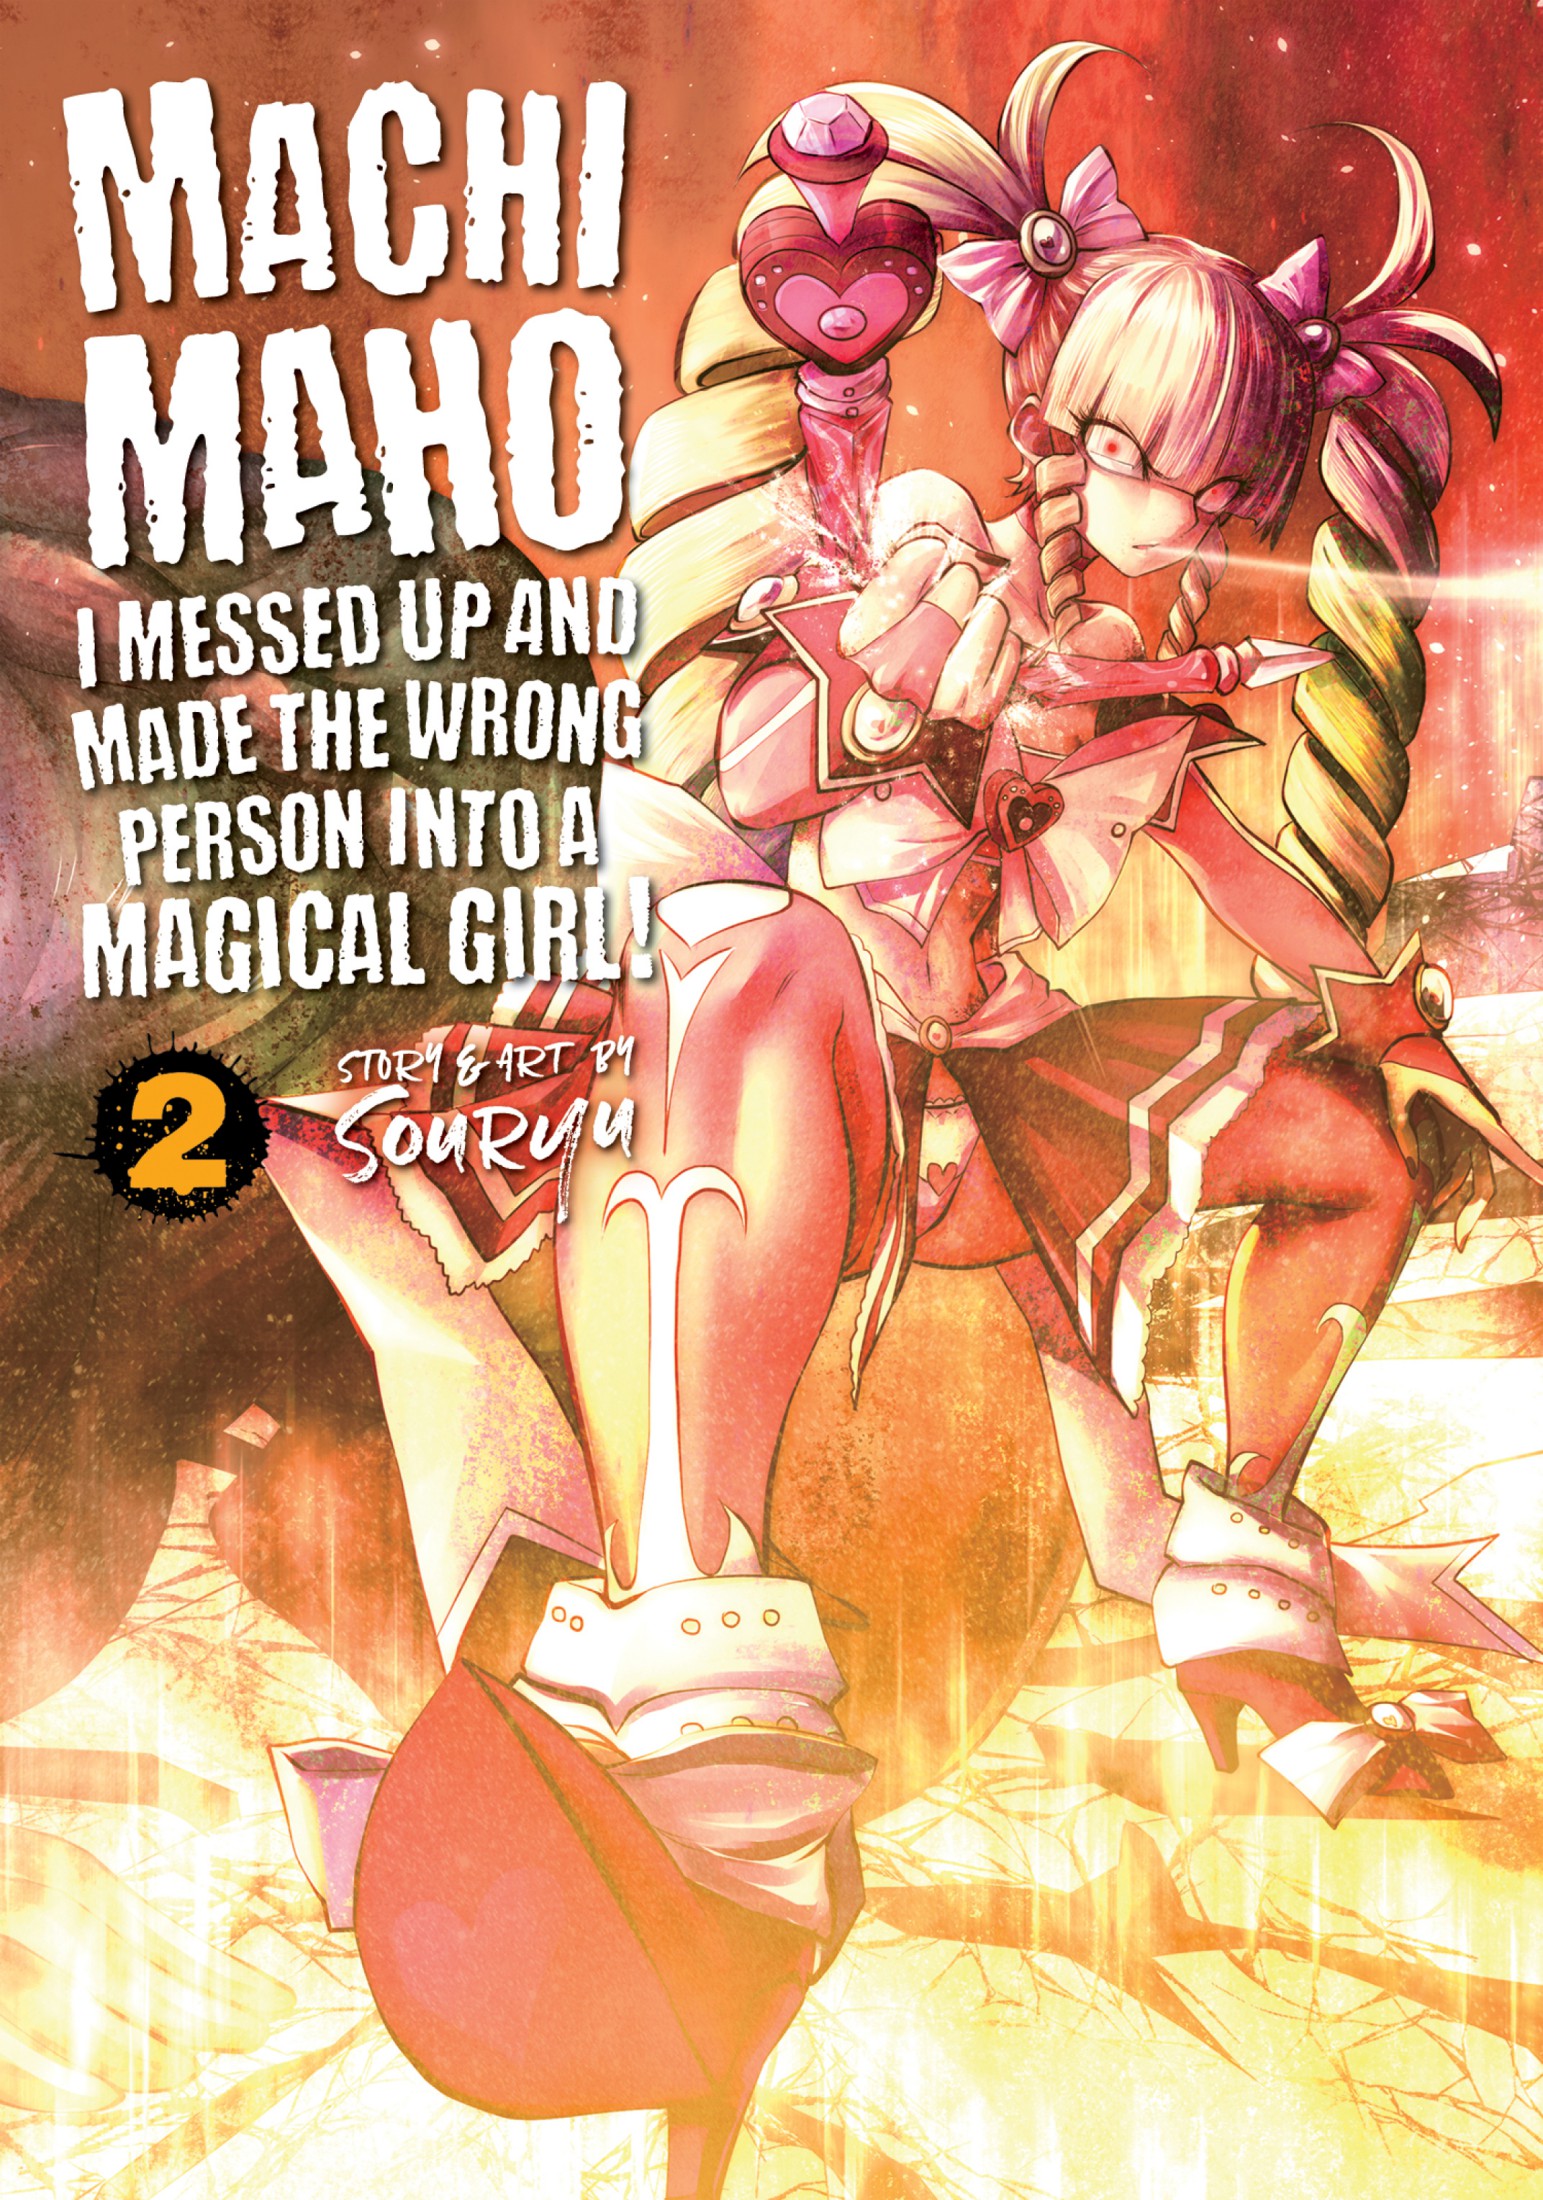 MACHI
MAHO
I MESSED UP AND
MADE THE WRONG
PERSON INTO A
MAGICAL GIRL!
2
STORY & ART BY
SOURYU